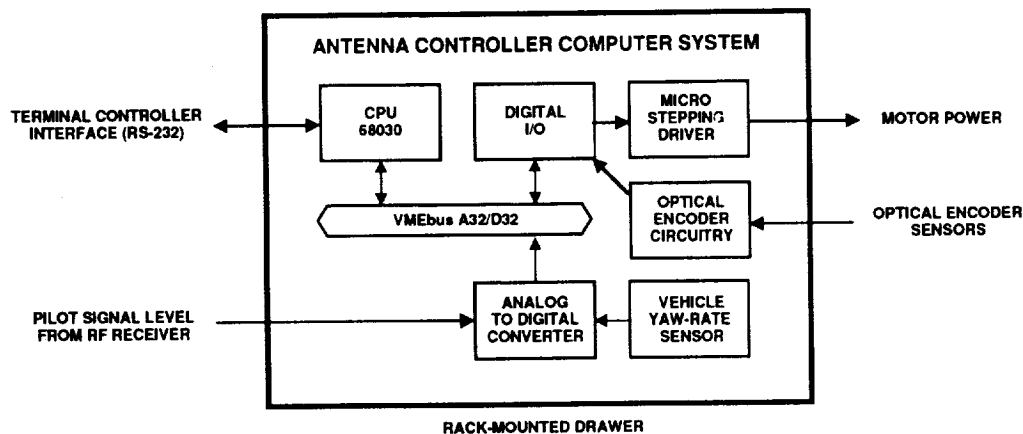 ANTENNA CONTROLLER COMPUTER SYSTEM
TERMINAL CONTROLLER
INTERFACE (RS-232)
CPU
68030
DIGITAL
I/O
MICRO
STEPPING
DRIVER
MOTOR POWER
VMEbus A32/D32
OPTICAL
ENCODER
CIRCUITRY
OPTICAL ENCODER
SENSORS
PILOT SIGNAL LEVEL
FROM RF RECEIVER
ANALOG
TO DIGITAL
CONVERTER
VEHICLE
YAW-RATE
SENSOR
RACK-MOUNTED DRAWER